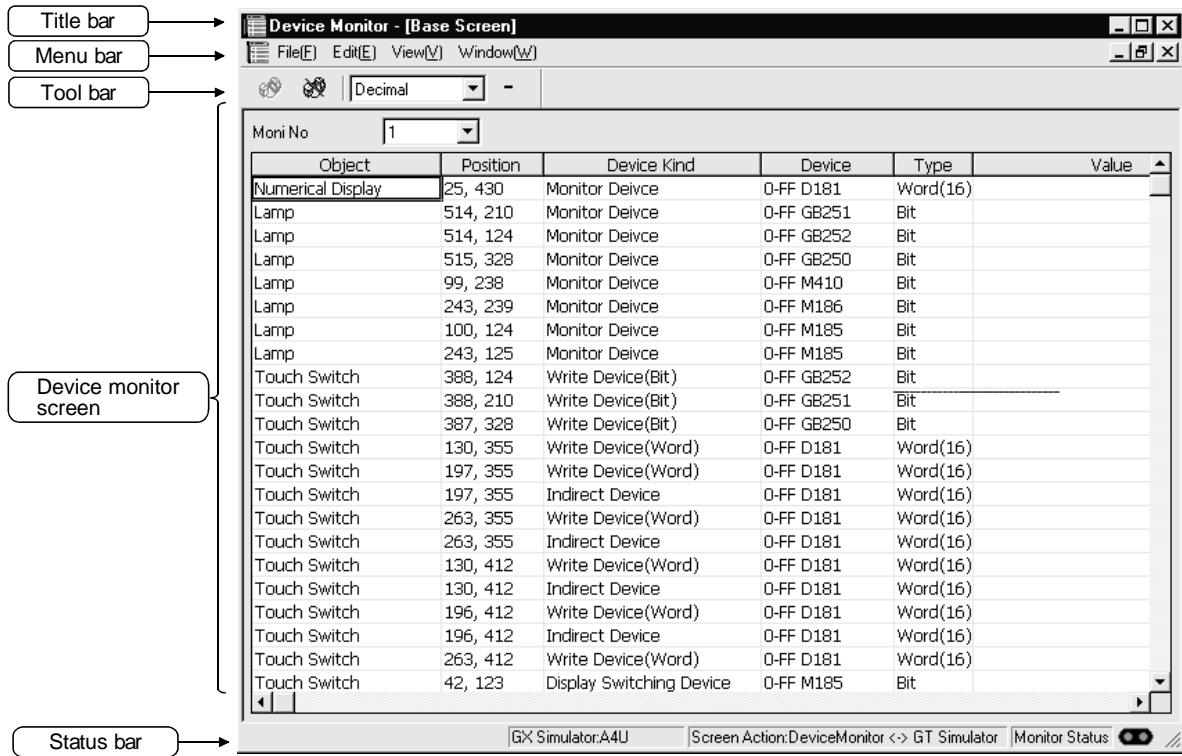 Title bar
Device Monitor - [Base Screen]
Menu bar
File(F) Edit(E) View(V) Window(W)
Tool bar
Decimal
Moni No 1
Object Position Device Kind Device Type Value
Numerical Display 25, 430 Monitor Deivce 0-FF D181 Word(16)
Lamp 514, 210 Monitor Deivce 0-FF GB251 Bit
Lamp 514, 124 Monitor Deivce 0-FF GB252 Bit
Lamp 515, 328 Monitor Deivce 0-FF GB250 Bit
Lamp 99, 238 Monitor Deivce 0-FF M410 Bit
Lamp 243, 239 Monitor Deivce 0-FF M186 Bit
Lamp 100, 124 Monitor Deivce 0-FF M185 Bit
Lamp 243, 125 Monitor Deivce 0-FF M185 Bit
Touch Switch 388, 124 Write Device(Bit) 0-FF GB252 Bit
Touch Switch 388, 210 Write Device(Bit) 0-FF GB251 Bit
Touch Switch 387, 328 Write Device(Bit) 0-FF GB250 Bit
Touch Switch 130, 355 Write Device(Word) 0-FF D181 Word(16)
Touch Switch 197, 355 Write Device(Word) 0-FF D181 Word(16)
Touch Switch 197, 355 Indirect Device 0-FF D181 Word(16)
Touch Switch 263, 355 Write Device(Word) 0-FF D181 Word(16)
Touch Switch 263, 355 Indirect Device 0-FF D181 Word(16)
Touch Switch 130, 412 Write Device(Word) 0-FF D181 Word(16)
Touch Switch 130, 412 Indirect Device 0-FF D181 Word(16)
Touch Switch 196, 412 Write Device(Word) 0-FF D181 Word(16)
Touch Switch 196, 412 Indirect Device 0-FF D181 Word(16)
Touch Switch 263, 412 Write Device(Word) 0-FF D181 Word(16)
Touch Switch 42, 123 Display Switching Device 0-FF M185 Bit
Device monitor
screen
Status bar
GX Simulator:A4U Screen Action:DeviceMonitor <-> GT Simulator Monitor Status